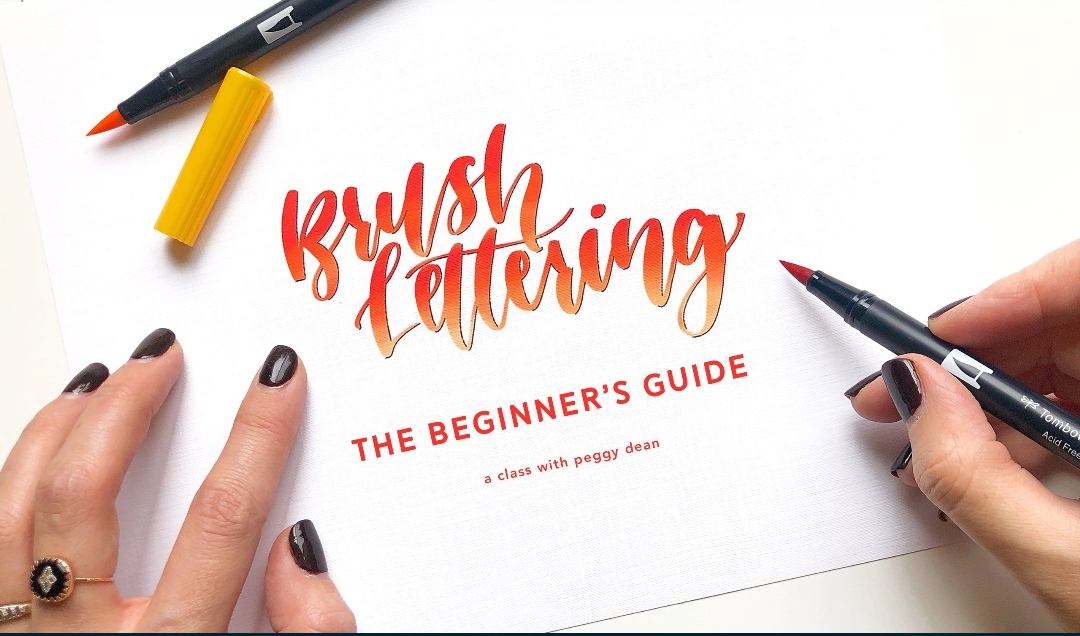 Brush
Lettering
THE BEGINNER'S GUIDE
a class with peggy dean
Acid Free